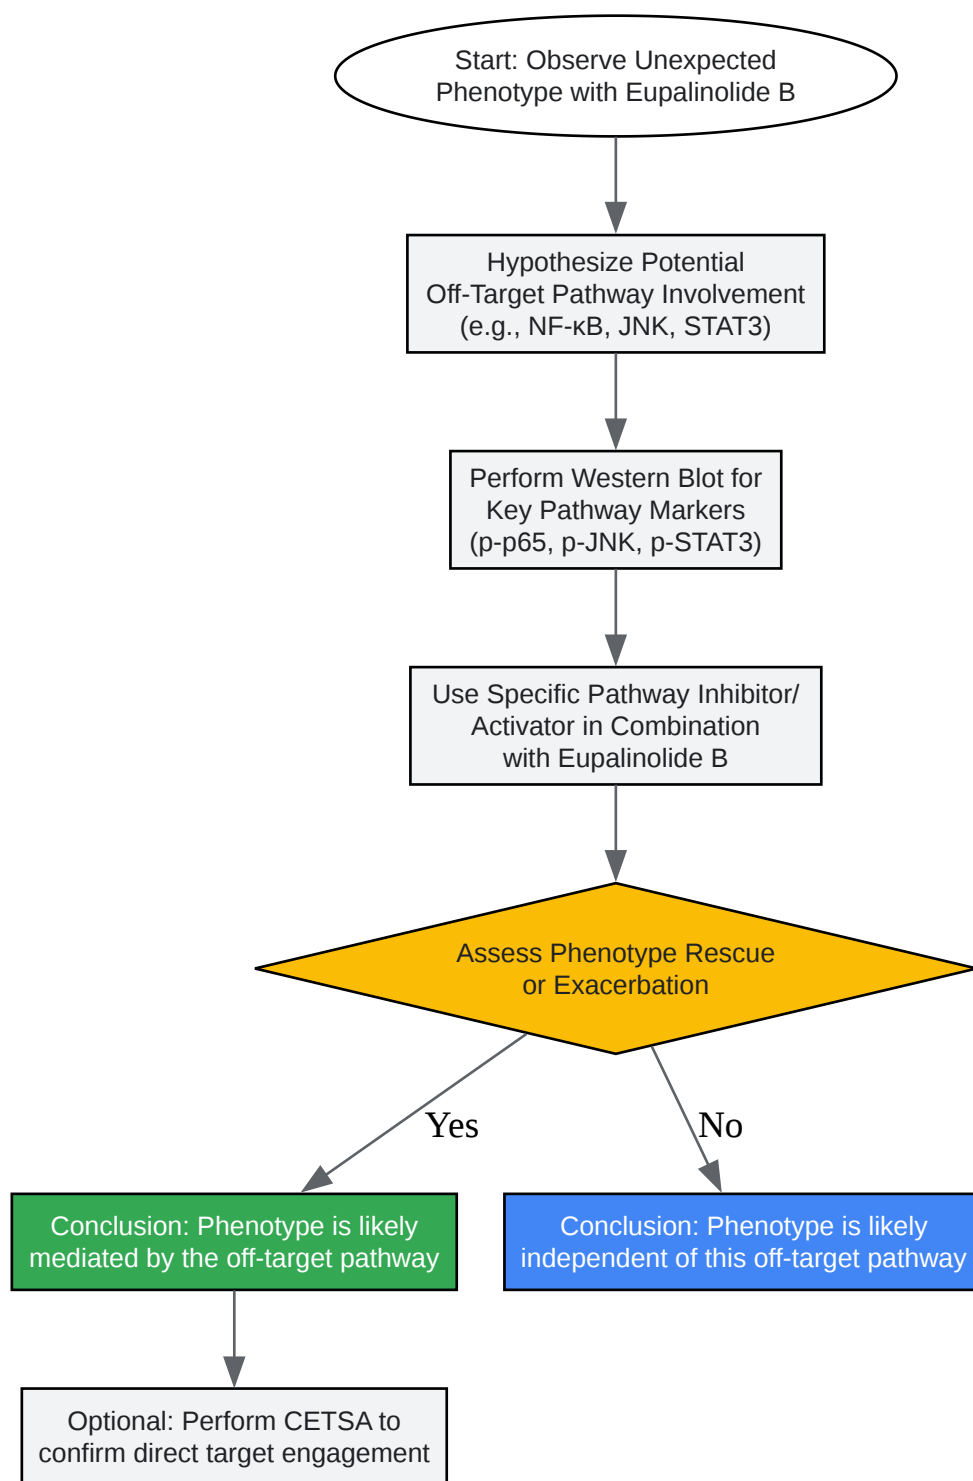 Start: Observe Unexpected
Phenotype with Eupalinolide B
Hypothesize Potential
Off-Target Pathway Involvement
(e.g., NF-κB, JNK, STAT3)
Perform Western Blot for
Key Pathway Markers
(p-p65, p-JNK, p-STAT3)
Use Specific Pathway Inhibitor/
Activator in Combination
with Eupalinolide B
Assess Phenotype Rescue
or Exacerbation
Yes
No
Conclusion: Phenotype is likely
mediated by the off-target pathway
Conclusion: Phenotype is likely
independent of this off-target pathway
Optional: Perform CETSA to
confirm direct target engagement